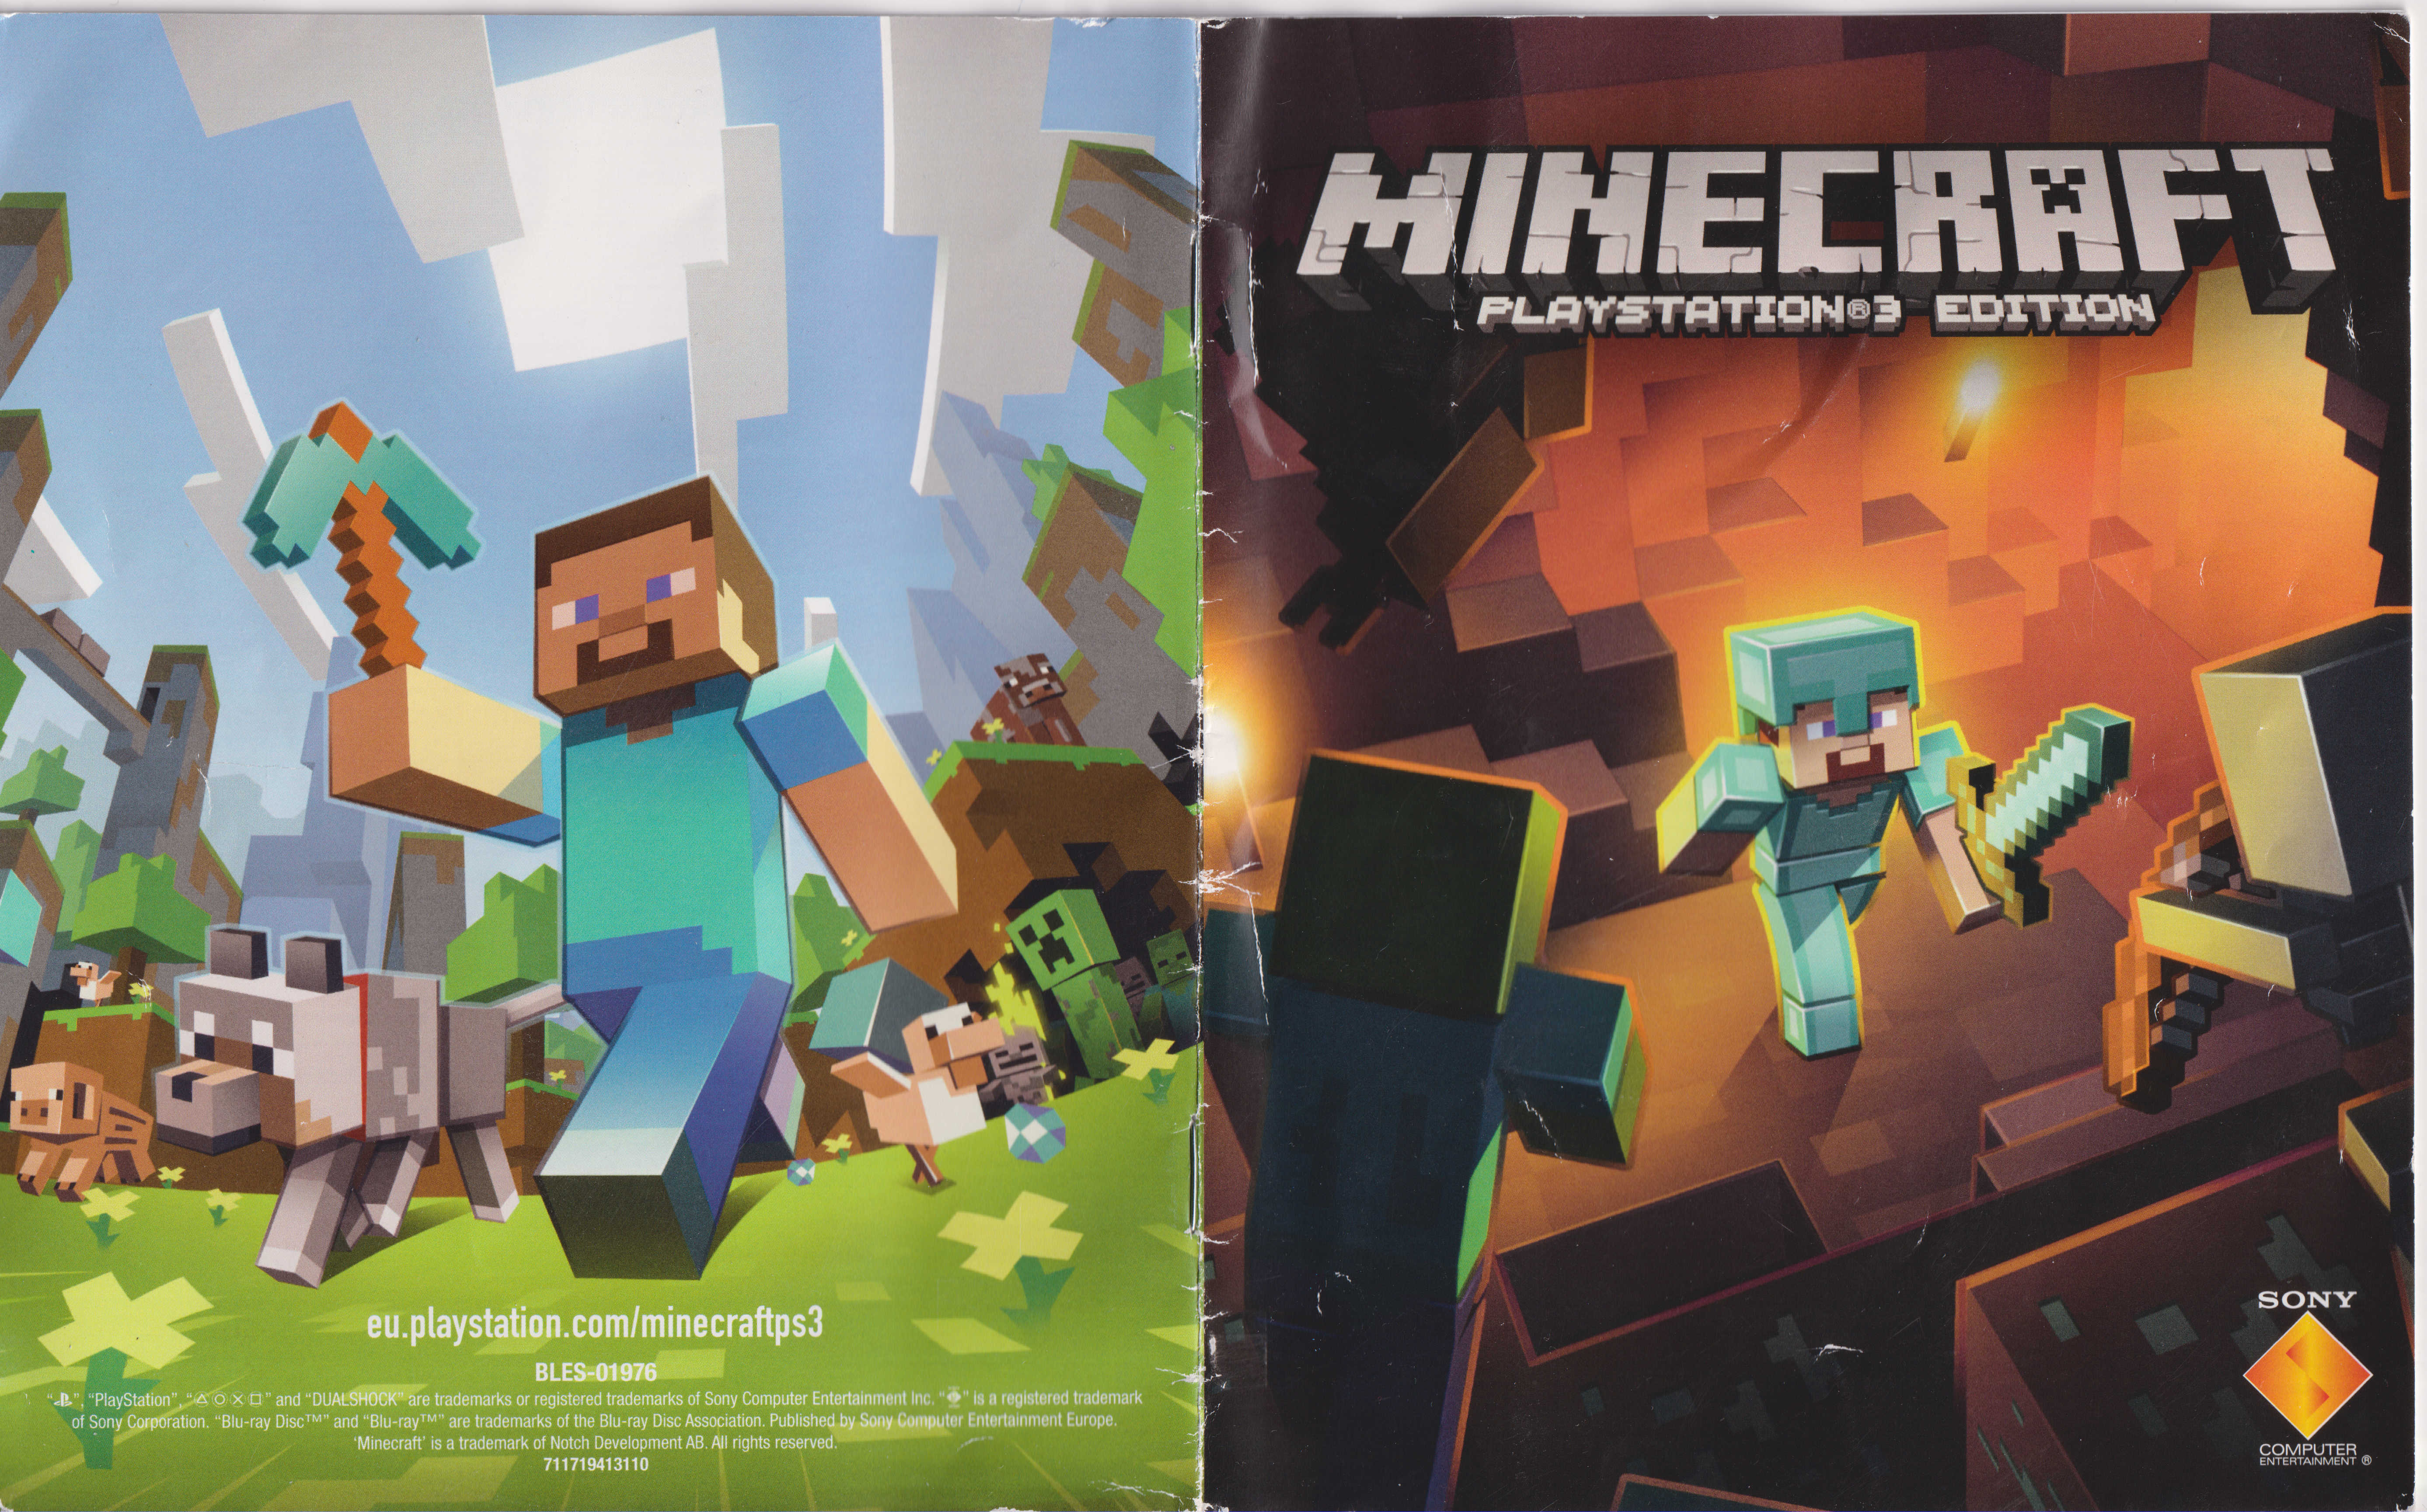 eu.playstation.com/minecraftps3
BLES-01976
“ ”, “PlayStation”, “△○×□” and “DUALSHOCK” are trademarks or registered trademarks of Sony Computer Entertainment Inc. “ ” is a registered trademark
of Sony Corporation. “Blu-ray Disc™” and “Blu-ray™” are trademarks of the Blu-ray Disc Association. Published by Sony Computer Entertainment Europe.
‘Minecraft’ is a trademark of Notch Development AB. All rights reserved.
711719413110
MINECRAFT
PLAYSTATION®3 EDITION
SONY
COMPUTER
ENTERTAINMENT ®